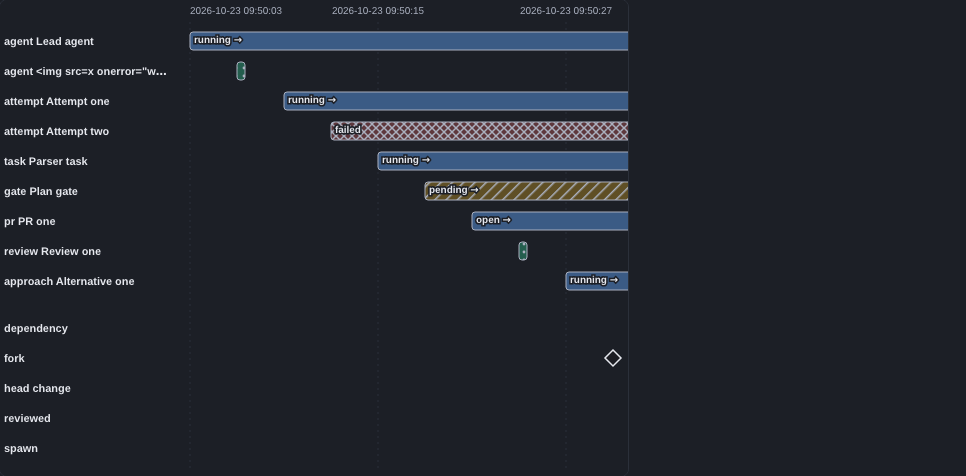 2026-10-23 09:50:03 2026-10-23 09:50:15 2026-10-23 09:50:27
agent Lead agent running →
agent <img src=x onerror="w...
attempt Attempt one running →
attempt Attempt two failed
task Parser task running →
gate Plan gate pending →
pr PR one open →
review Review one
approach Alternative one running →
dependency
fork
head change
reviewed
spawn